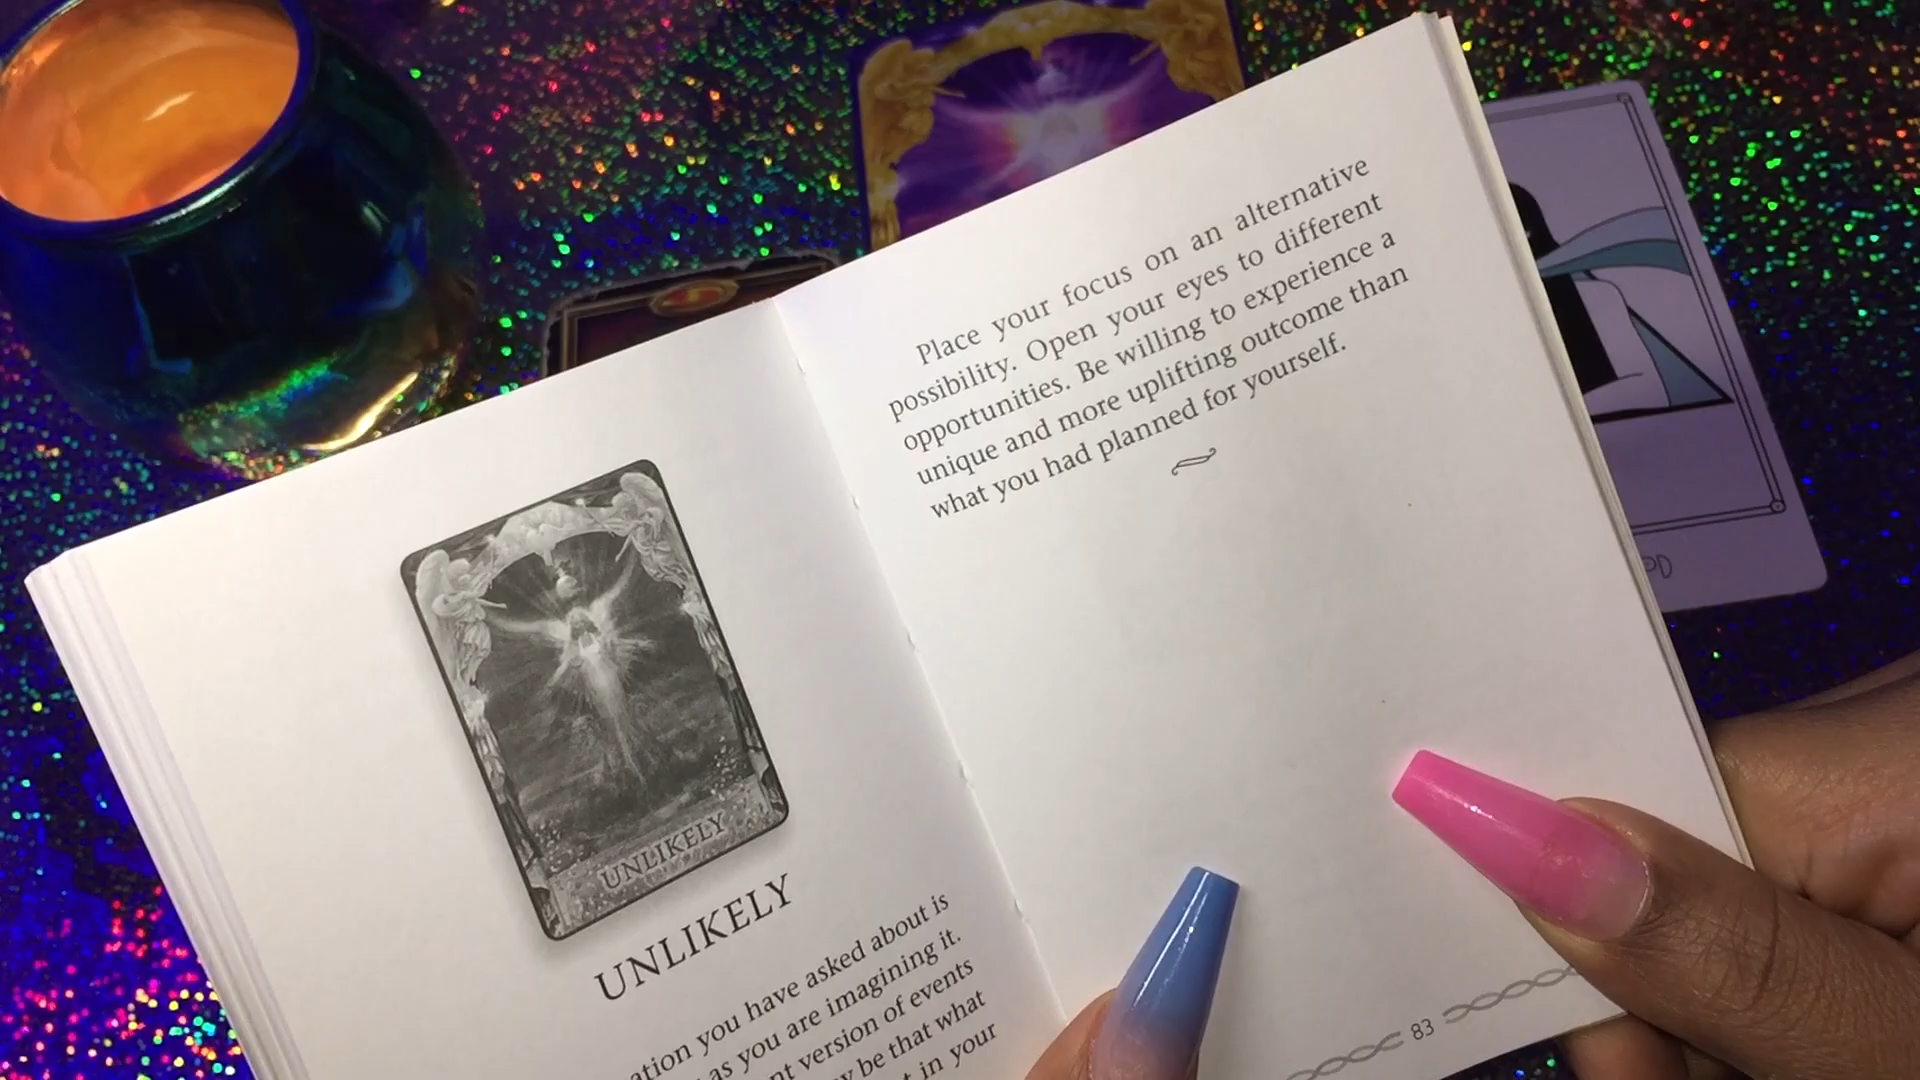 UNLIKELY
UNLIKELY
you have asked about is
as you are imagining it.
version of events
be that what
in your
Place your focus on an alternative
possibility. Open your eyes to different
opportunities. Be willing to experience a
unique and more uplifting outcome than
what you had planned for yourself.
83